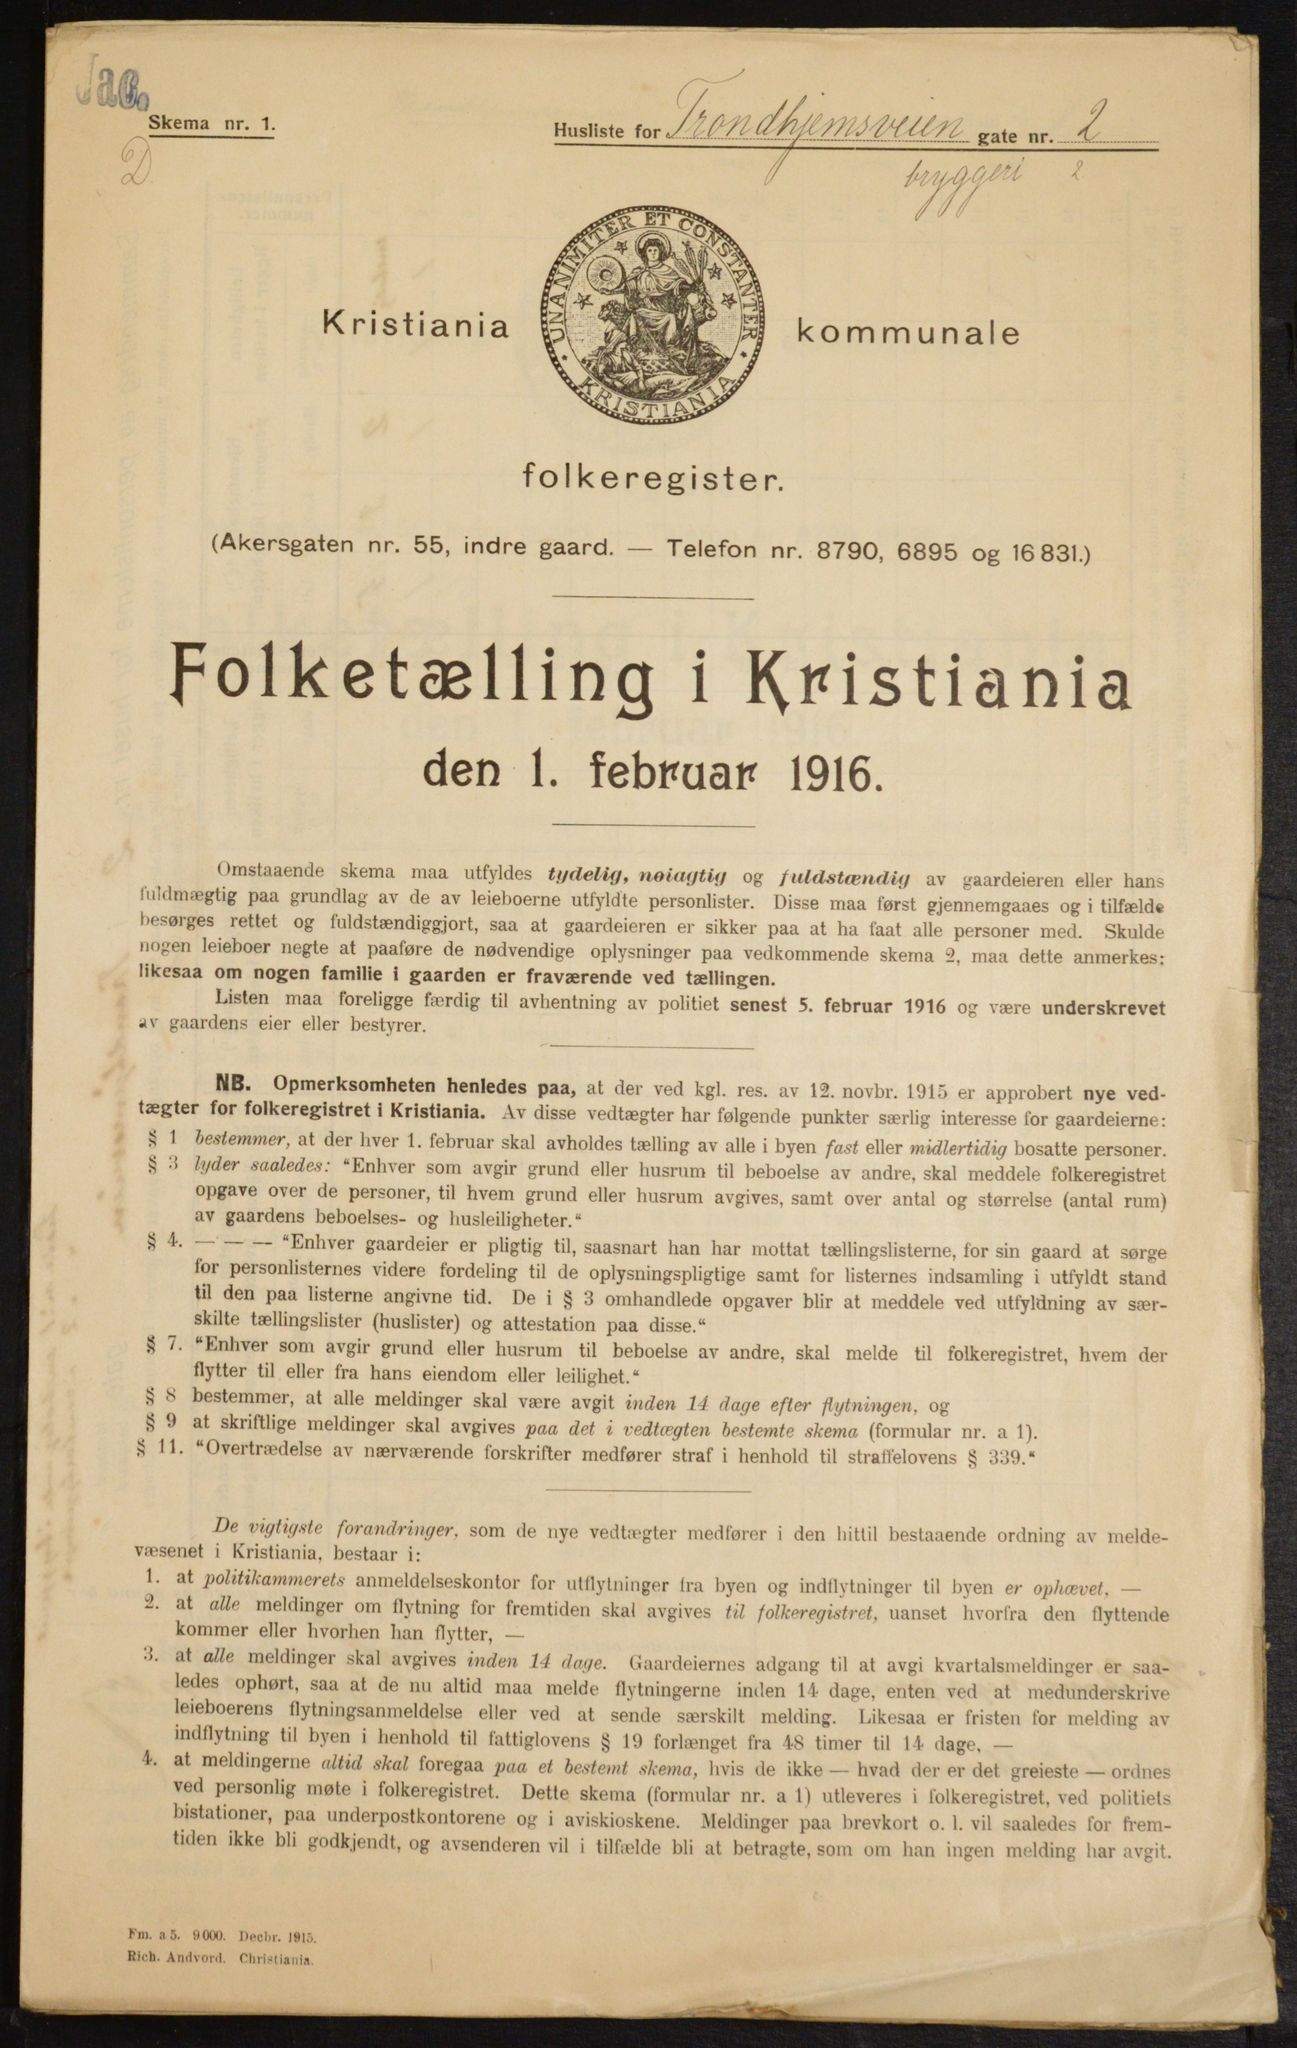 Jac.
Skema nr. 1.
D
Husliste for Trondhjemsveien gate nr. 2
bryggeri 2
UNANIMITER ET CONSTANTER
KRISTIANIA
Kristiania kommunale
folkeregister.
(Akersgaten nr. 55, indre gaard. — Telefon nr. 8790, 6895 og 16 831.)
Folketælling i Kristiania
den 1. februar 1916.
Omstaaende skema maa utfyldes tydelig, nøiagtig og fuldstændig av gaardeieren eller hans
fuldmægtig paa grundlag av de av leieboerne utfyldte personlister. Disse maa først gjennemgaaes og i tilfælde
besørges rettet og fuldstændiggjort, saa at gaardeieren er sikker paa at ha faat alle personer med. Skulde
nogen leieboer negte at paaføre de nødvendige oplysninger paa vedkommende skema 2, maa dette anmerkes;
likesaa om nogen familie i gaarden er fraværende ved tællingen.
Listen maa foreligge færdig til avhentning av politiet senest 5. februar 1916 og være underskrevet
av gaardens eier eller bestyrer.
NB. Opmerksomheten henledes paa, at der ved kgl. res. av 12. novbr. 1915 er approbert nye ved-
tægter for folkeregistret i Kristiania. Av disse vedtægter har følgende punkter særlig interesse for gaardeierne:
§ 1 bestemmer, at der hver 1. februar skal avholdes tælling av alle i byen fast eller midlertidig bosatte personer.
§ 3 lyder saaledes: “Enhver som avgir grund eller husrum til beboelse av andre, skal meddele folkeregistret
opgave over de personer, til hvem grund eller husrum avgives, samt over antal og størrelse (antal rum)
av gaardens beboelses- og husleiligheter.“
§ 4. — — — “Enhver gaardeier er pligtig til, saasnart han har mottat tællingslisterne, for sin gaard at sørge
for personlisternes videre fordeling til de oplysningspligtige samt for listernes indsamling i utfyldt stand
til den paa listerne angivne tid. De i § 3 omhandlede opgaver blir at meddele ved utfyldning av sær-
skilte tællingslister (huslister) og attestation paa disse.“
§ 7. “Enhver som avgir grund eller husrum til beboelse av andre, skal melde til folkeregistret, hvem der
flytter til eller fra hans eiendom eller leilighet.“
§ 8 bestemmer, at alle meldinger skal være avgit inden 14 dage efter flytningen, og
§ 9 at skriftlige meldinger skal avgives paa det i vedtægten bestemte skema (formular nr. a 1).
§ 11. “Overtrædelse av nærværende forskrifter medfører straf i henhold til straffelovens § 339.“
De vigtigste forandringer, som de nye vedtægter medfører i den hittil bestaaende ordning av melde-
væsenet i Kristiania, bestaar i:
1. at politikammerets anmeldelseskontor for utflytninger fra byen og indflytninger til byen er ophævet, —
2. at alle meldinger om flytning for fremtiden skal avgives til folkeregistret, uanset hvorfra den flyttende
kommer eller hvorhen han flytter, —
3. at alle meldinger skal avgives inden 14 dage. Gaardeiernes adgang til at avgi kvartalsmeldinger er saa-
ledes ophørt, saa at de nu altid maa melde flytningerne inden 14 dage, enten ved at medunderskrive
leieboerens flytningsanmeldelse eller ved at sende særskilt melding. Likesaa er fristen for melding av
indflytning til byen i henhold til fattiglovens § 19 forlænget fra 48 timer til 14 dage, —
4. at meldingerne altid skal foregaa paa et bestemt skema, hvis de ikke — hvad der er det greieste — ordnes
ved personlig møte i folkeregistret. Dette skema (formular nr. a 1) utleveres i folkeregistret, ved politiets
bistationer, paa underpostkontorene og i aviskioskene. Meldinger paa brevkort o. l. vil saaledes for frem-
tiden ikke bli godkjendt, og avsenderen vil i tilfælde bli at betragte, som om han ingen melding har avgit.
Fm. a 5. 9 000. Decbr. 1915.
Rich. Andvord. Christiania.